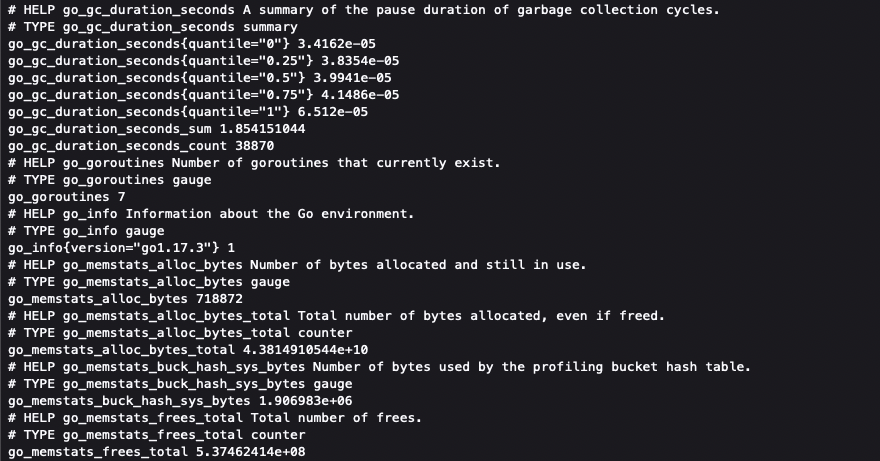 # HELP go_gc_duration_seconds A summary of the pause duration of garbage collection cycles.
# TYPE go_gc_duration_seconds summary
go_gc_duration_seconds{quantile="0"} 3.4162e-05
go_gc_duration_seconds{quantile="0.25"} 3.8354e-05
go_gc_duration_seconds{quantile="0.5"} 3.9941e-05
go_gc_duration_seconds{quantile="0.75"} 4.1486e-05
go_gc_duration_seconds{quantile="1"} 6.512e-05
go_gc_duration_seconds_sum 1.854151044
go_gc_duration_seconds_count 38870
# HELP go_goroutines Number of goroutines that currently exist.
# TYPE go_goroutines gauge
go_goroutines 7
# HELP go_info Information about the Go environment.
# TYPE go_info gauge
go_info{version="go1.17.3"} 1
# HELP go_memstats_alloc_bytes Number of bytes allocated and still in use.
# TYPE go_memstats_alloc_bytes gauge
go_memstats_alloc_bytes 718872
# HELP go_memstats_alloc_bytes_total Total number of bytes allocated, even if freed.
# TYPE go_memstats_alloc_bytes_total counter
go_memstats_alloc_bytes_total 4.3814910544e+10
# HELP go_memstats_buck_hash_sys_bytes Number of bytes used by the profiling bucket hash table.
# TYPE go_memstats_buck_hash_sys_bytes gauge
go_memstats_buck_hash_sys_bytes 1.906983e+06
# HELP go_memstats_frees_total Total number of frees.
# TYPE go_memstats_frees_total counter
go_memstats_frees_total 5.37462414e+08